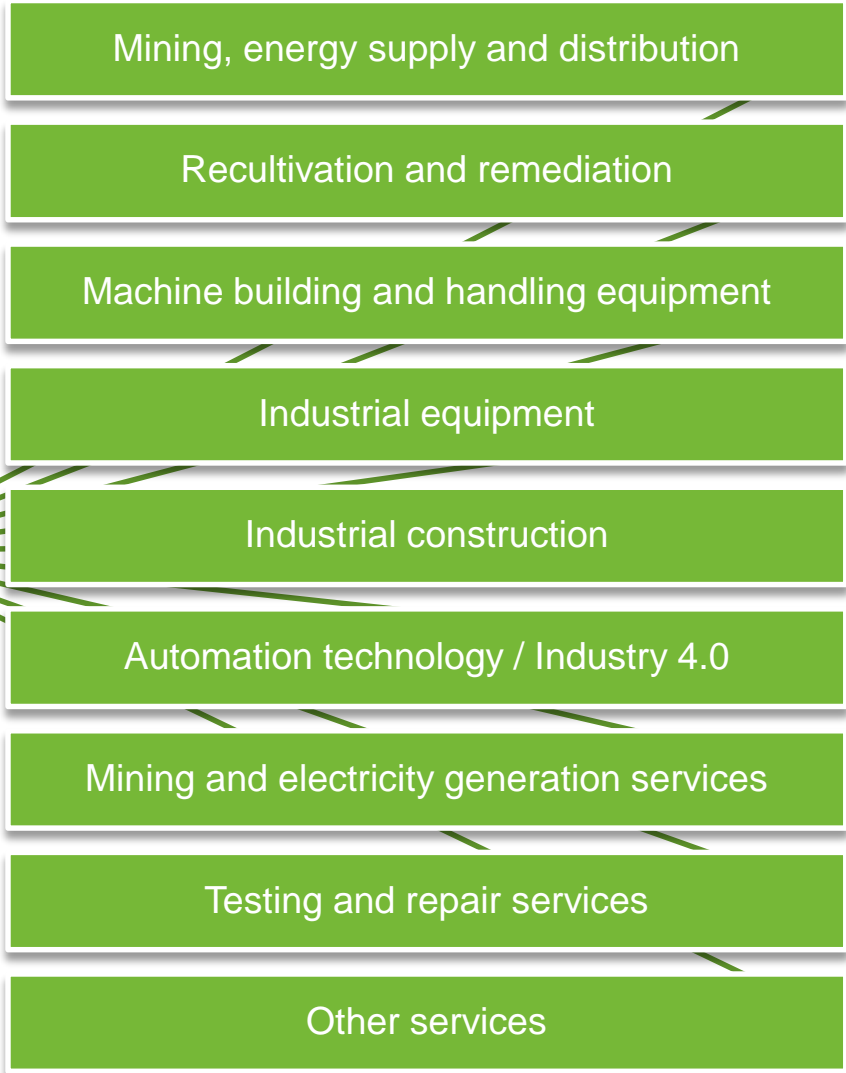 Mining, energy supply and distribution
Recultivation and remediation
Machine building and handling equipment
Industrial equipment
Industrial construction
Automation technology / Industry 4.0
Mining and electricity generation services
Testing and repair services
Other services